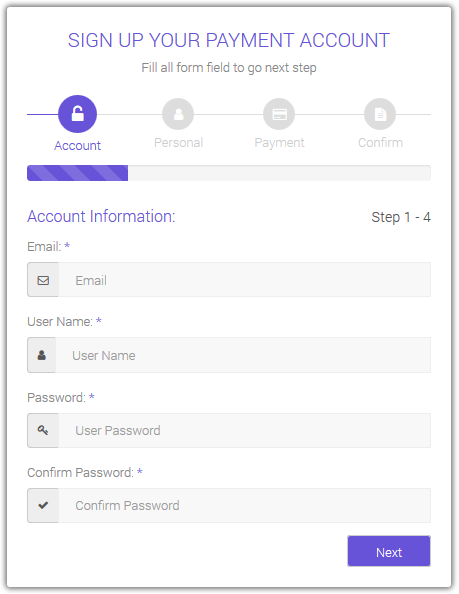 SIGN UP YOUR PAYMENT ACCOUNT
Fill all form field to go next step
Account Personal Payment Confirm
Account Information: Step 1 - 4
Email: *
Email
User Name: *
User Name
Password: *
User Password
Confirm Password: *
Confirm Password
Next